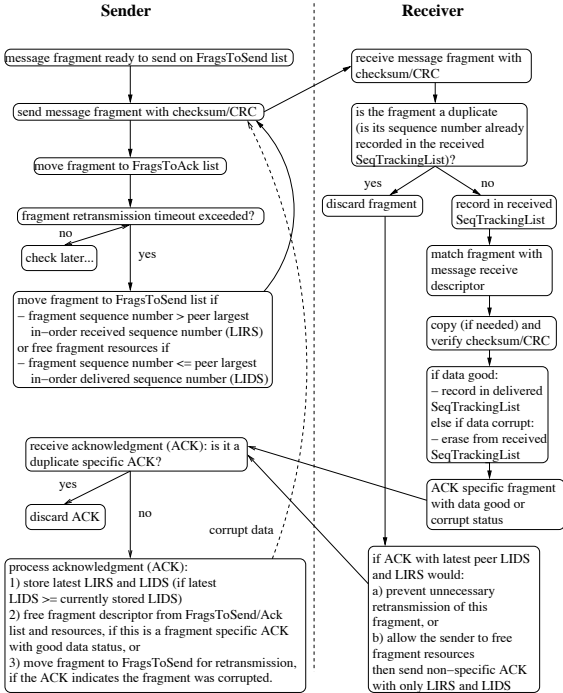 Sender
Receiver
message fragment ready to send on FragsToSend list
send message fragment with checksum/CRC
move fragment to FragsToAck list
fragment retransmission timeout exceeded?
no
check later...
yes
move fragment to FragsToSend list if
− fragment sequence number > peer largest
in−order received sequence number (LIRS)
or free fragment resources if
− fragment sequence number <= peer largest
in−order delivered sequence number (LIDS)
receive acknowledgment (ACK): is it a
duplicate specific ACK?
yes
discard ACK
no
corrupt data
process acknowledgment (ACK):
1) store latest LIRS and LIDS (if latest
LIDS >= currently stored LIDS)
2) free fragment descriptor from FragsToSend/Ack
list and resources, if this is a fragment specific ACK
with good data status, or
3) move fragment to FragsToSend for retransmission,
if the ACK indicates the fragment was corrupted.
receive message fragment with
checksum/CRC
is the fragment a duplicate
(is its sequence number already
recorded in the received
SeqTrackingList)?
yes
no
discard fragment
record in received
SeqTrackingList
match fragment with
message receive
descriptor
copy (if needed) and
verify checksum/CRC
if data good:
− record in delivered
SeqTrackingList
else if data corrupt:
− erase from received
SeqTrackingList
ACK specific fragment
with data good or
corrupt status
if ACK with latest peer LIDS
and LIRS would:
a) prevent unnecessary
retransmission of this
fragment, or
b) allow the sender to free
fragment resources
then send non−specific ACK
with only LIRS and LIDS